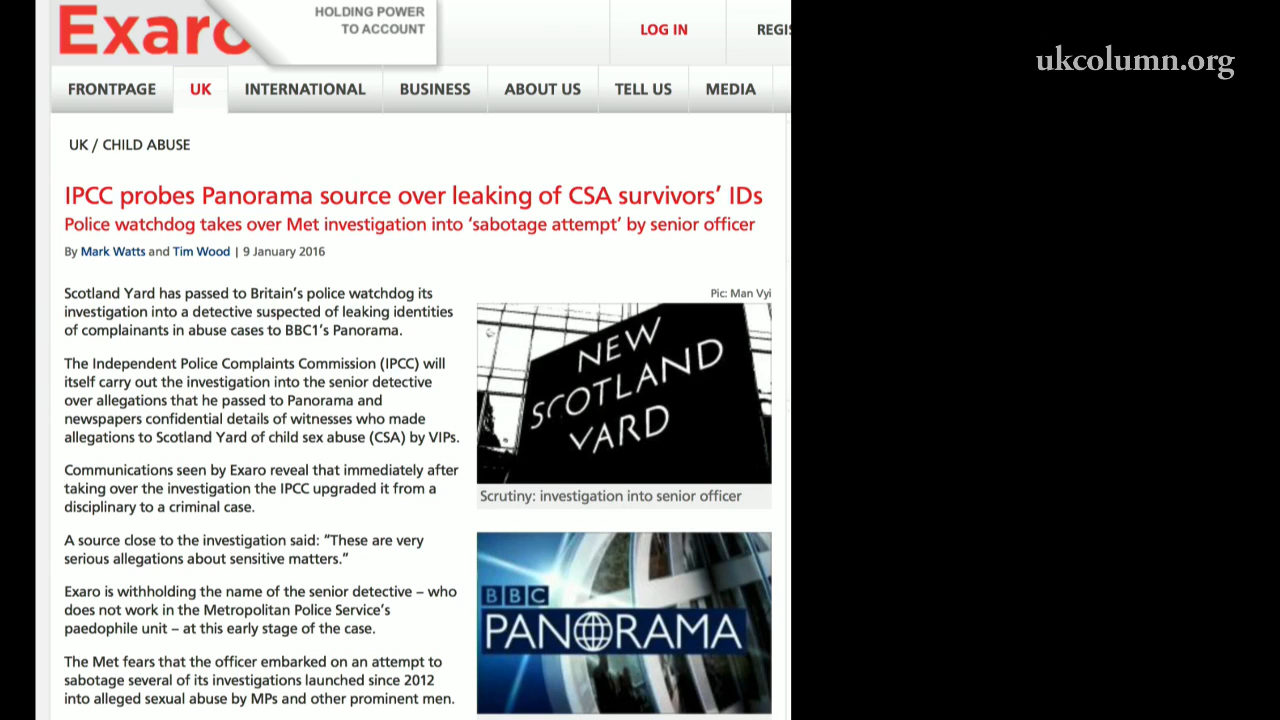 Exaro
HOLDING POWER
TO ACCOUNT
LOG IN
REGIS
ukcolumn.org
FRONTPAGE
UK
INTERNATIONAL
BUSINESS
ABOUT US
TELL US
MEDIA
UK / CHILD ABUSE
IPCC probes Panorama source over leaking of CSA survivors’ IDs
Police watchdog takes over Met investigation into ‘sabotage attempt’ by senior officer
By Mark Watts and Tim Wood | 9 January 2016
Scotland Yard has passed to Britain’s police watchdog its
investigation into a detective suspected of leaking identities
of complainants in abuse cases to BBC1’s Panorama.
The Independent Police Complaints Commission (IPCC) will
itself carry out the investigation into the senior detective
over allegations that he passed to Panorama and
newspapers confidential details of witnesses who made
allegations to Scotland Yard of child sex abuse (CSA) by VIPs.
Communications seen by Exaro reveal that immediately after
taking over the investigation the IPCC upgraded it from a
disciplinary to a criminal case.
A source close to the investigation said: “These are very
serious allegations about sensitive matters.”
Exaro is withholding the name of the senior detective – who
does not work in the Metropolitan Police Service’s
paedophile unit – at this early stage of the case.
The Met fears that the officer embarked on an attempt to
sabotage several of its investigations launched since 2012
into alleged sexual abuse by MPs and other prominent men.
Pic: Man Vyi
NEW
SCOTLAND
YARD
Scrutiny: investigation into senior officer
BBC
PANORAMA